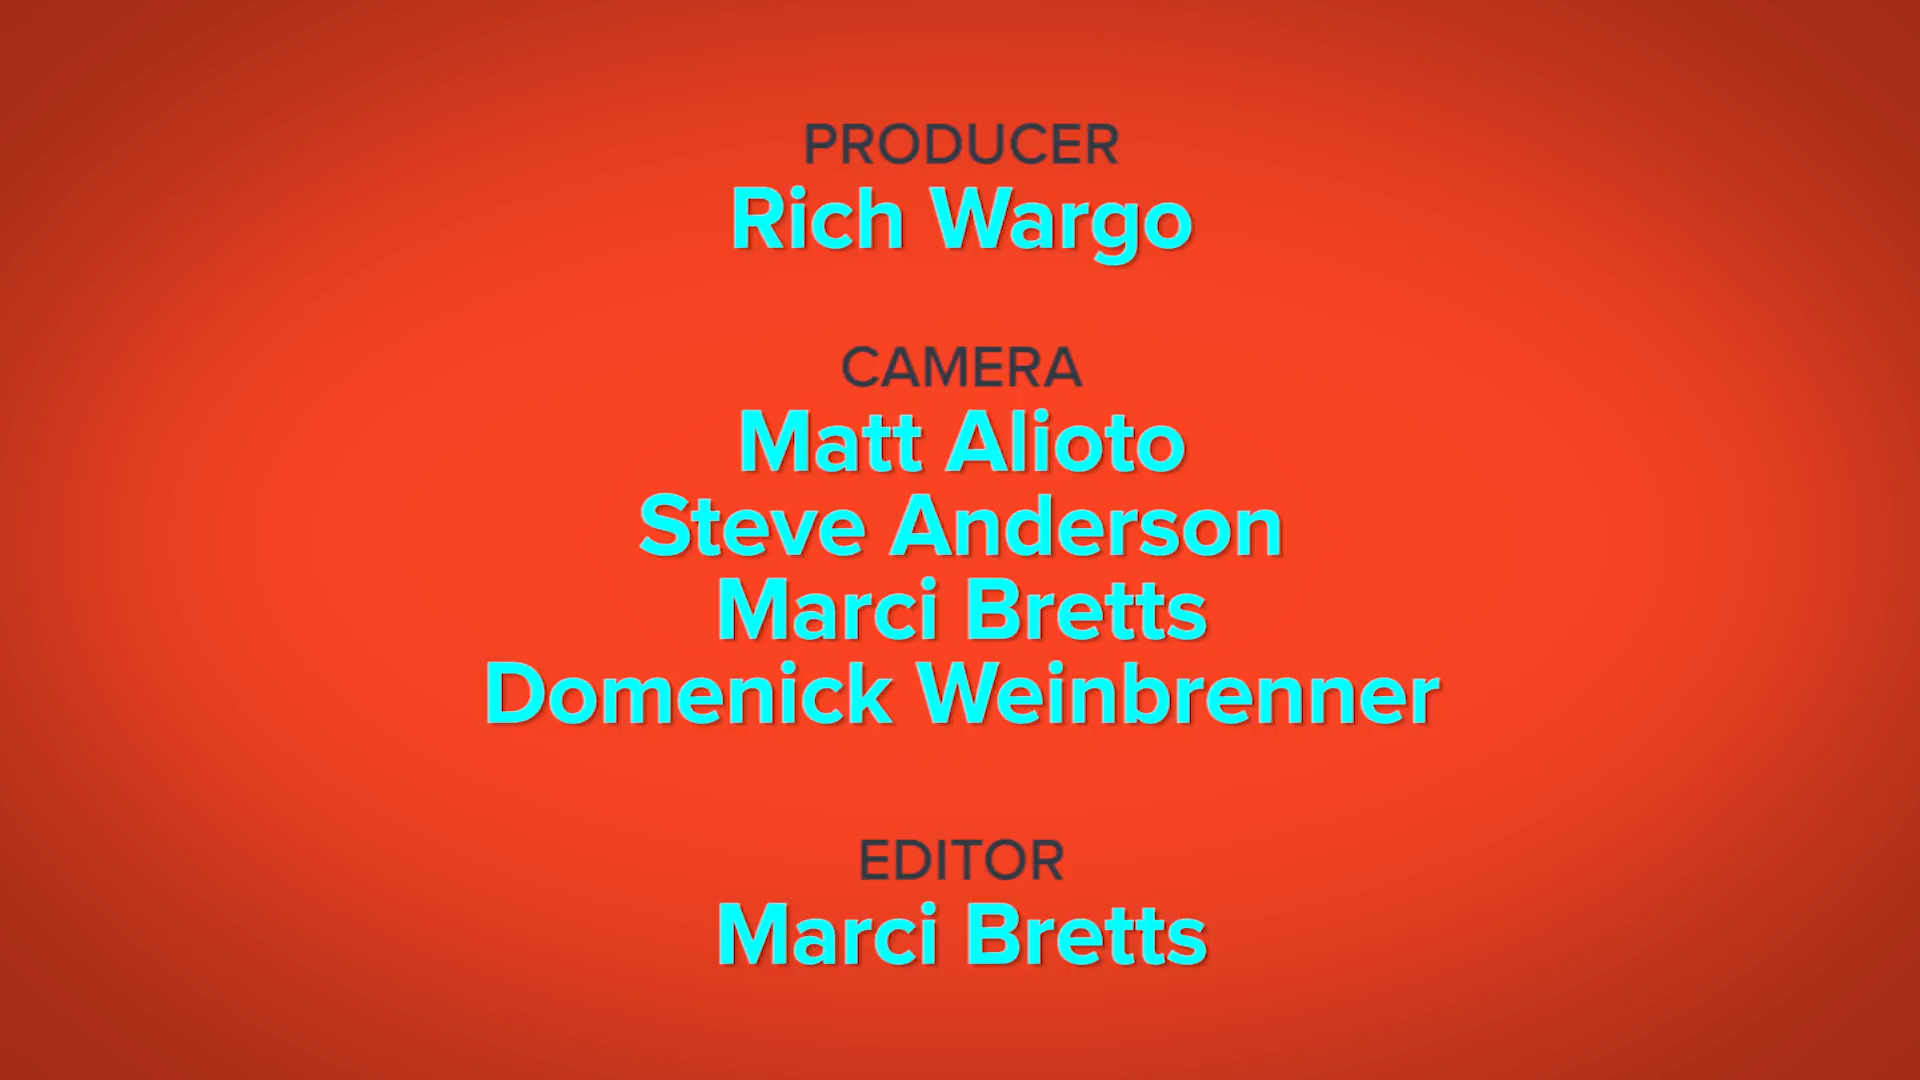 PRODUCER
Rich Wargo
CAMERA
Matt Alioto
Steve Anderson
Marci Bretts
Domenick Weinbrenner
EDITOR
Marci Bretts